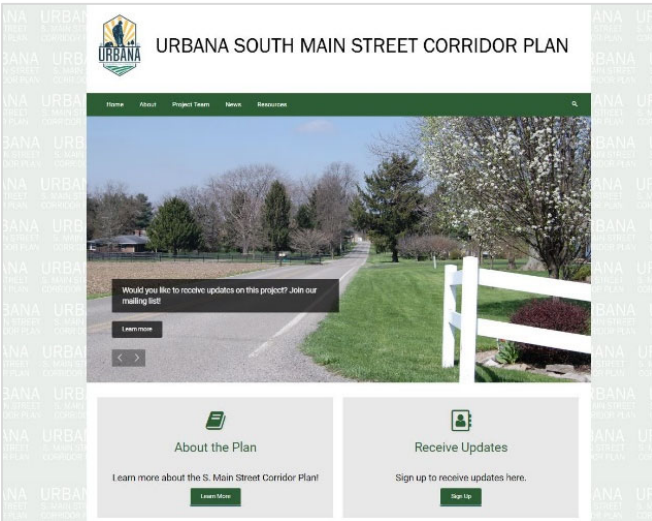 URBANA
URBANA SOUTH MAIN STREET CORRIDOR PLAN
Home About Project Team News Resources
Would you like to receive updates on this project? Join our
mailing list!
Learn more
About the Plan
Learn more about the S. Main Street Corridor Plan!
Learn More
Receive Updates
Sign up to receive updates here.
Sign Up